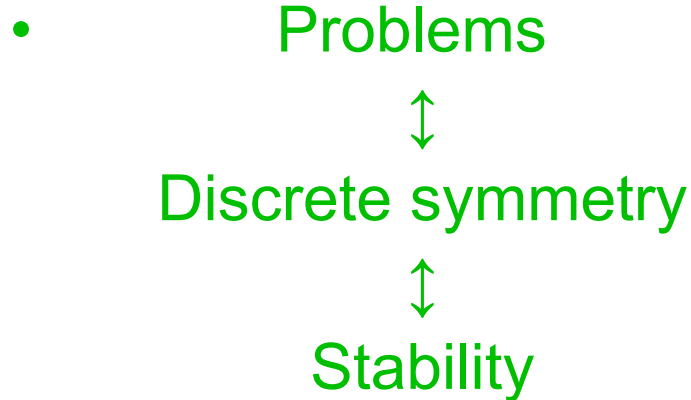 • Problems
↕
Discrete symmetry
↕
Stability